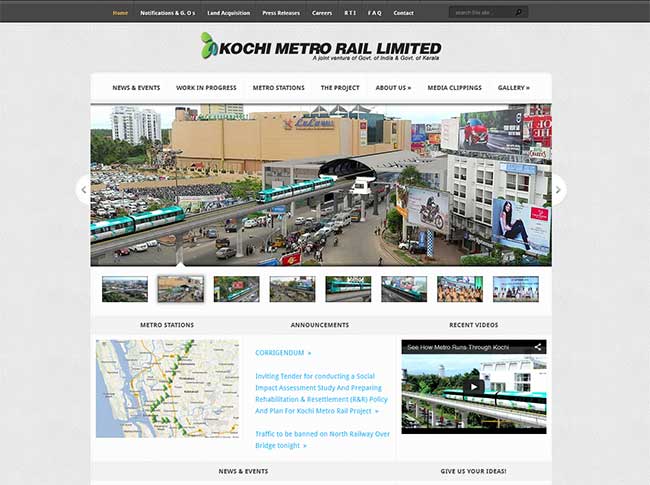 Home Notifications & G. O s Land Acquisition Press Releases Careers R T I F A Q Contact search this site ...
KOCHI METRO RAIL LIMITED
A joint venture of Govt. of India & Govt. of Kerala
NEWS & EVENTS WORK IN PROGRESS METRO STATIONS THE PROJECT ABOUT US » MEDIA CLIPPINGS GALLERY »
METRO STATIONS ANNOUNCEMENTS RECENT VIDEOS
CORRIGENDUM »
Inviting Tender for conducting a Social
Impact Assessment Study And Preparing
Rehabilitation & Resettlement (R&R) Policy
And Plan For Kochi Metro Rail Project »
Traffic to be banned on North Railway Over
Bridge tonight »
See How Metro Runs Through Kochi
NEWS & EVENTS GIVE US YOUR IDEAS!